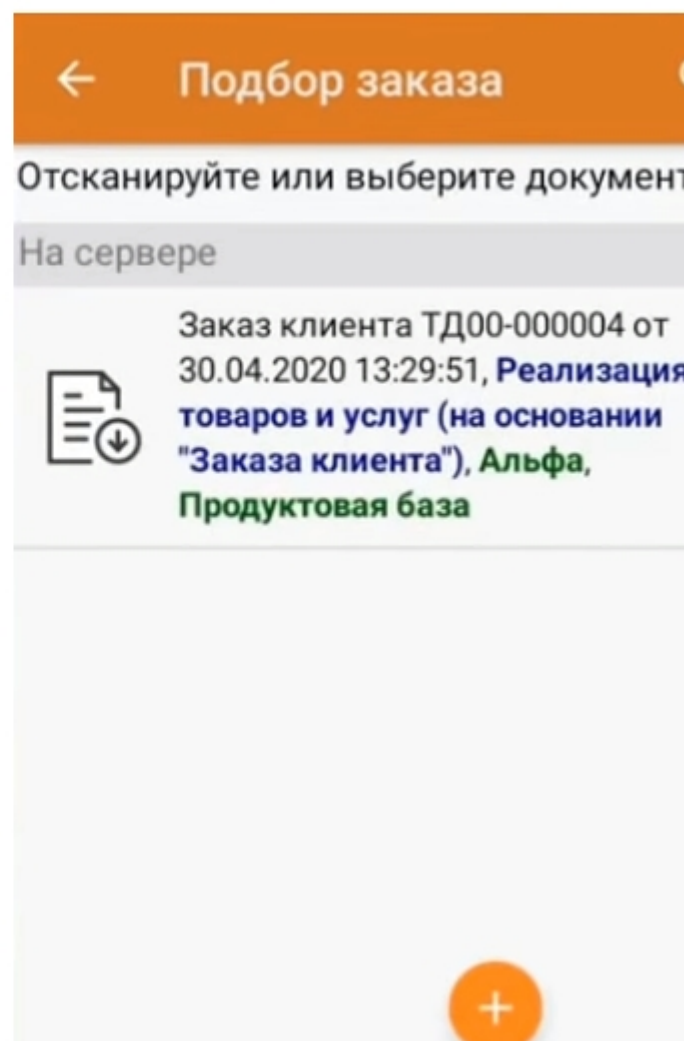 Подбор заказа
Отсканируйте или выберите документ
На сервере
Заказ клиента ТД00-000004 от
30.04.2020 13:29:51, Реализация
товаров и услуг (на основании
"Заказа клиента"), Альфа,
Продуктовая база